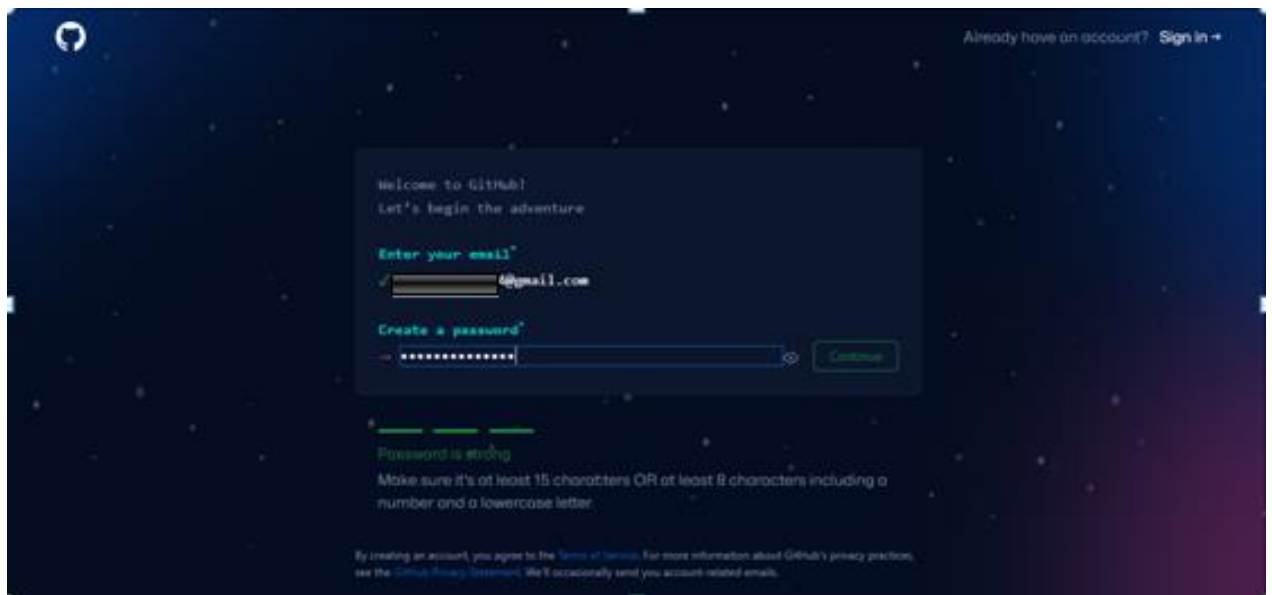 Already have an account? Sign in →
Welcome to GitHub!
Let's begin the adventure
Enter your email*
✓ 4@gmail.com
Create a password*
→ •••••••••••••• Continue
Password is strong
Make sure it's at least 15 characters OR at least 8 characters including a
number and a lowercase letter.
By creating an account, you agree to the Terms of Service. For more information about GitHub's privacy practices,
see the GitHub Privacy Statement. We'll occasionally send you account-related emails.